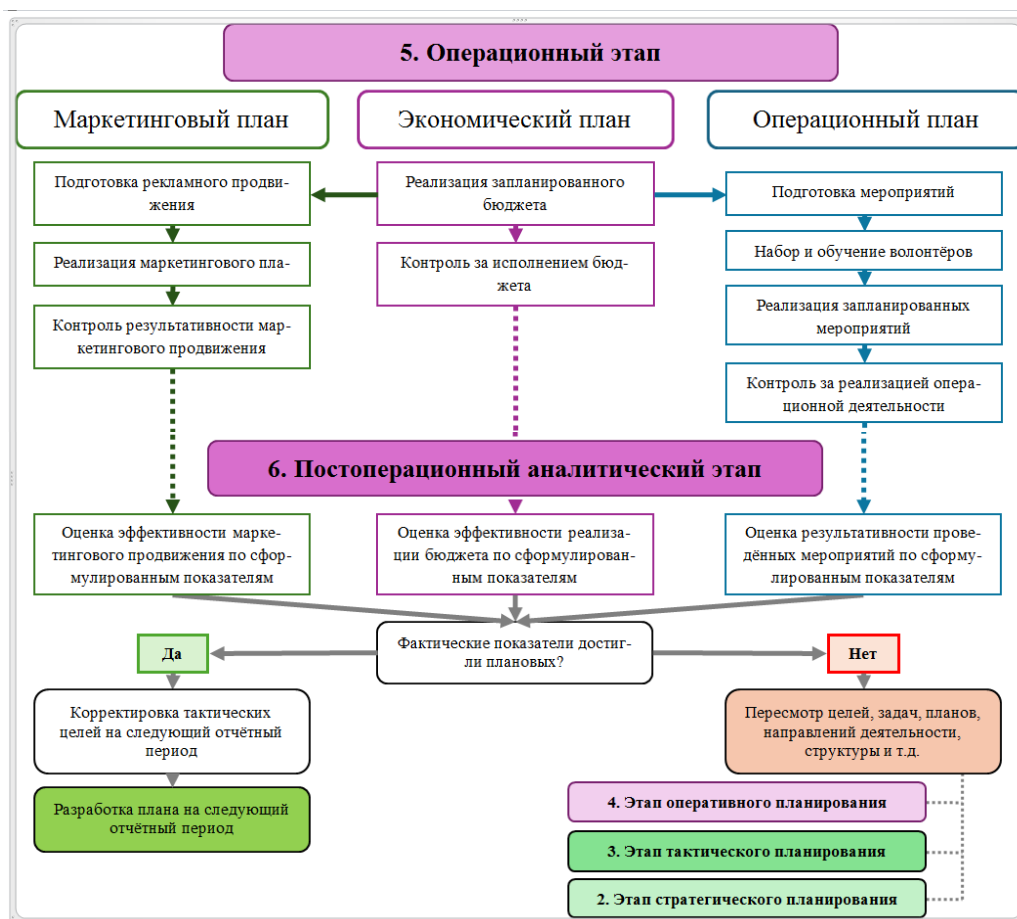 5. Операционный этап
Маркетинговый план
Экономический план
Операционный план
Подготовка рекламного продви-
жения
Реализация запланированного
бюджета
Подготовка мероприятий
Реализация маркетингового пла-
Контроль за исполнением бюд-
жета
Набор и обучение волонтёров
Контроль результативности мар-
кетингового продвижения
Реализация запланированных
мероприятий
Контроль за реализацией опера-
ционной деятельности
6. Постоперационный аналитический этап
Оценка эффективности марке-
тингового продвижения по сфор-
мулированным показателям
Оценка эффективности реализа-
ции бюджета по сформулирован-
ным показателям
Оценка результативности прове-
дённых мероприятий по сформу-
лированным показателям
Фактические показатели достиг-
ли плановых?
Да
Нет
Корректировка тактических
целей на следующий отчётный
период
Пересмотр целей, задач, планов,
направлений деятельности,
структуры и т.д.
Разработка плана на следующий
отчётный период
4. Этап оперативного планирования
3. Этап тактического планирования
2. Этап стратегического планирования